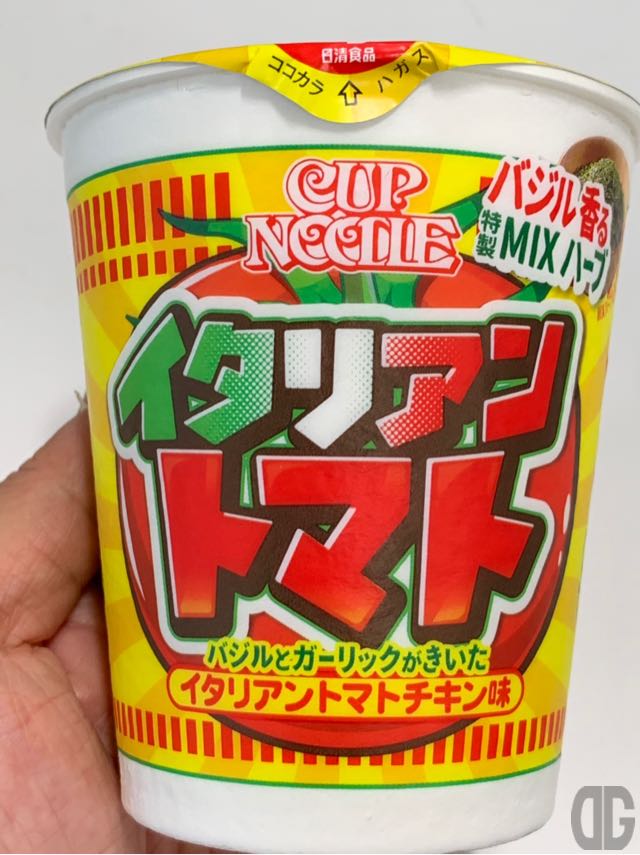 日清食品
ココカラ ハガス
CUP
NOODLE
バジル香る
特製 MIXハーブ
イタリアン
トマト
バジルとガーリックがきいた
イタリアントマトチキン味
DG